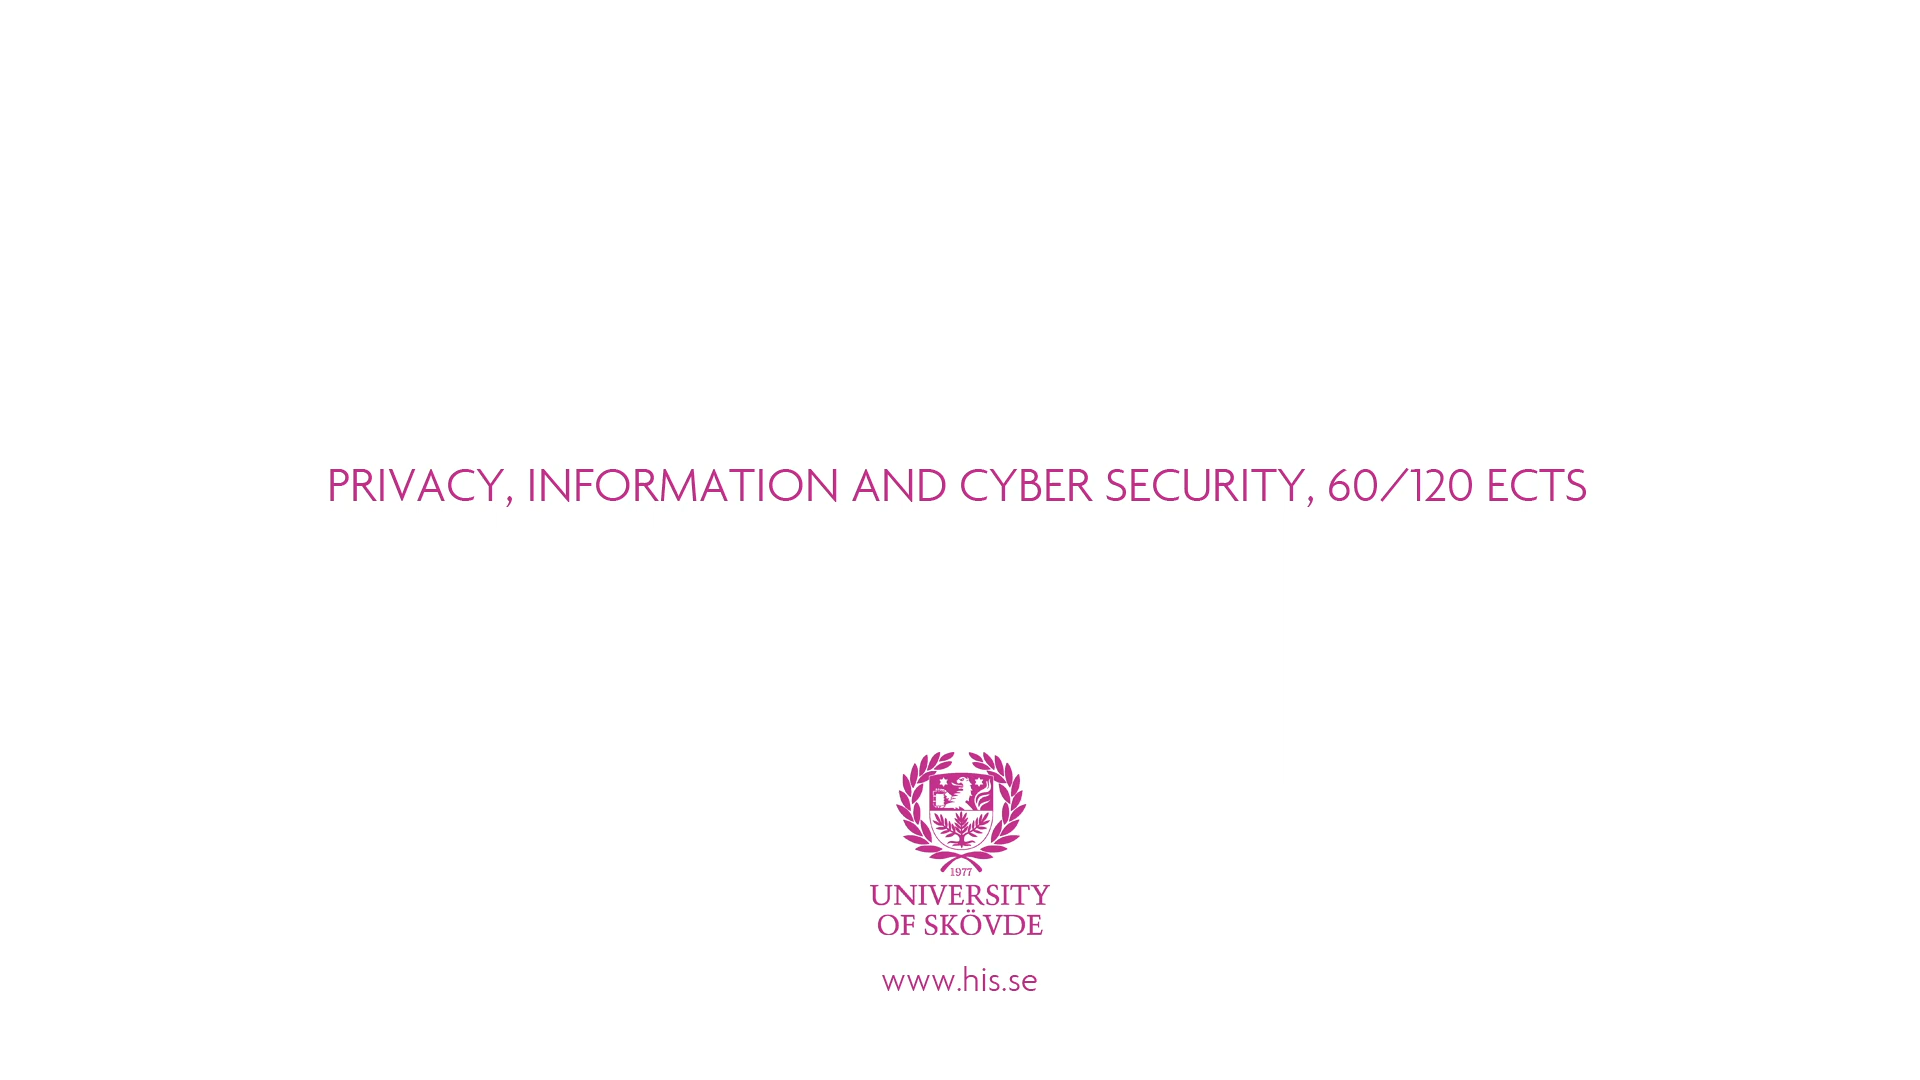 PRIVACY, INFORMATION AND CYBER SECURITY, 60/120 ECTS
1977
UNIVERSITY
OF SKÖVDE
www.his.se